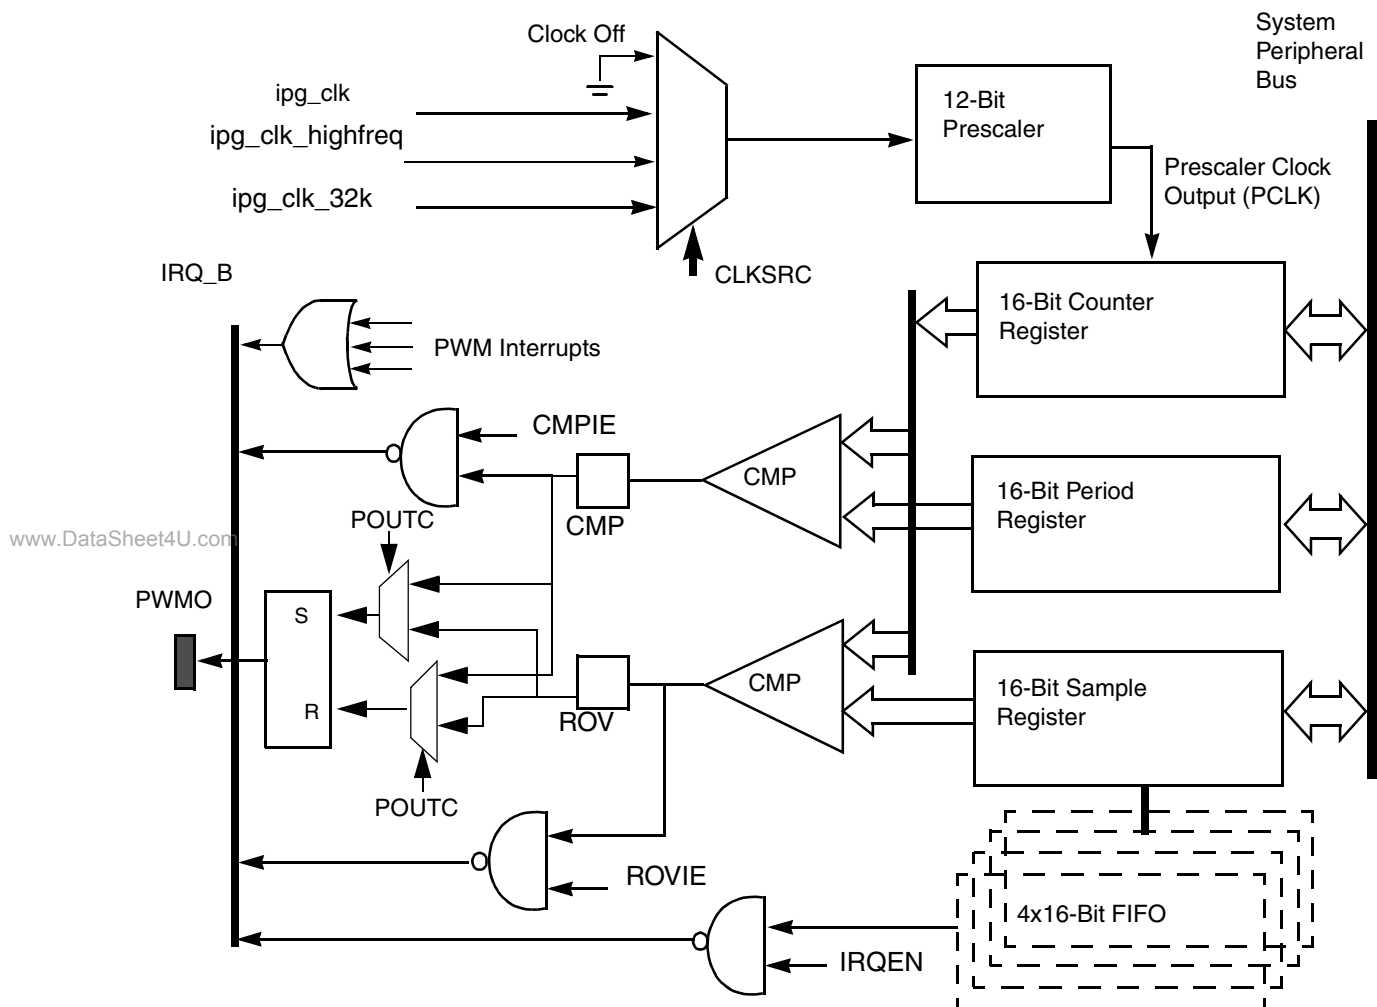 System
Peripheral
Bus
Clock Off
ipg_clk
ipg_clk_highfreq
ipg_clk_32k
12-Bit
Prescaler
Prescaler Clock
Output (PCLK)
CLKSRC
IRQ_B
PWM Interrupts
16-Bit Counter
Register
CMPIE
CMP
CMP
16-Bit Period
Register
POUTC
www.DataSheet4U.com
PWMO
S
R
ROV
CMP
16-Bit Sample
Register
POUTC
ROVIE
4x16-Bit FIFO
IRQEN